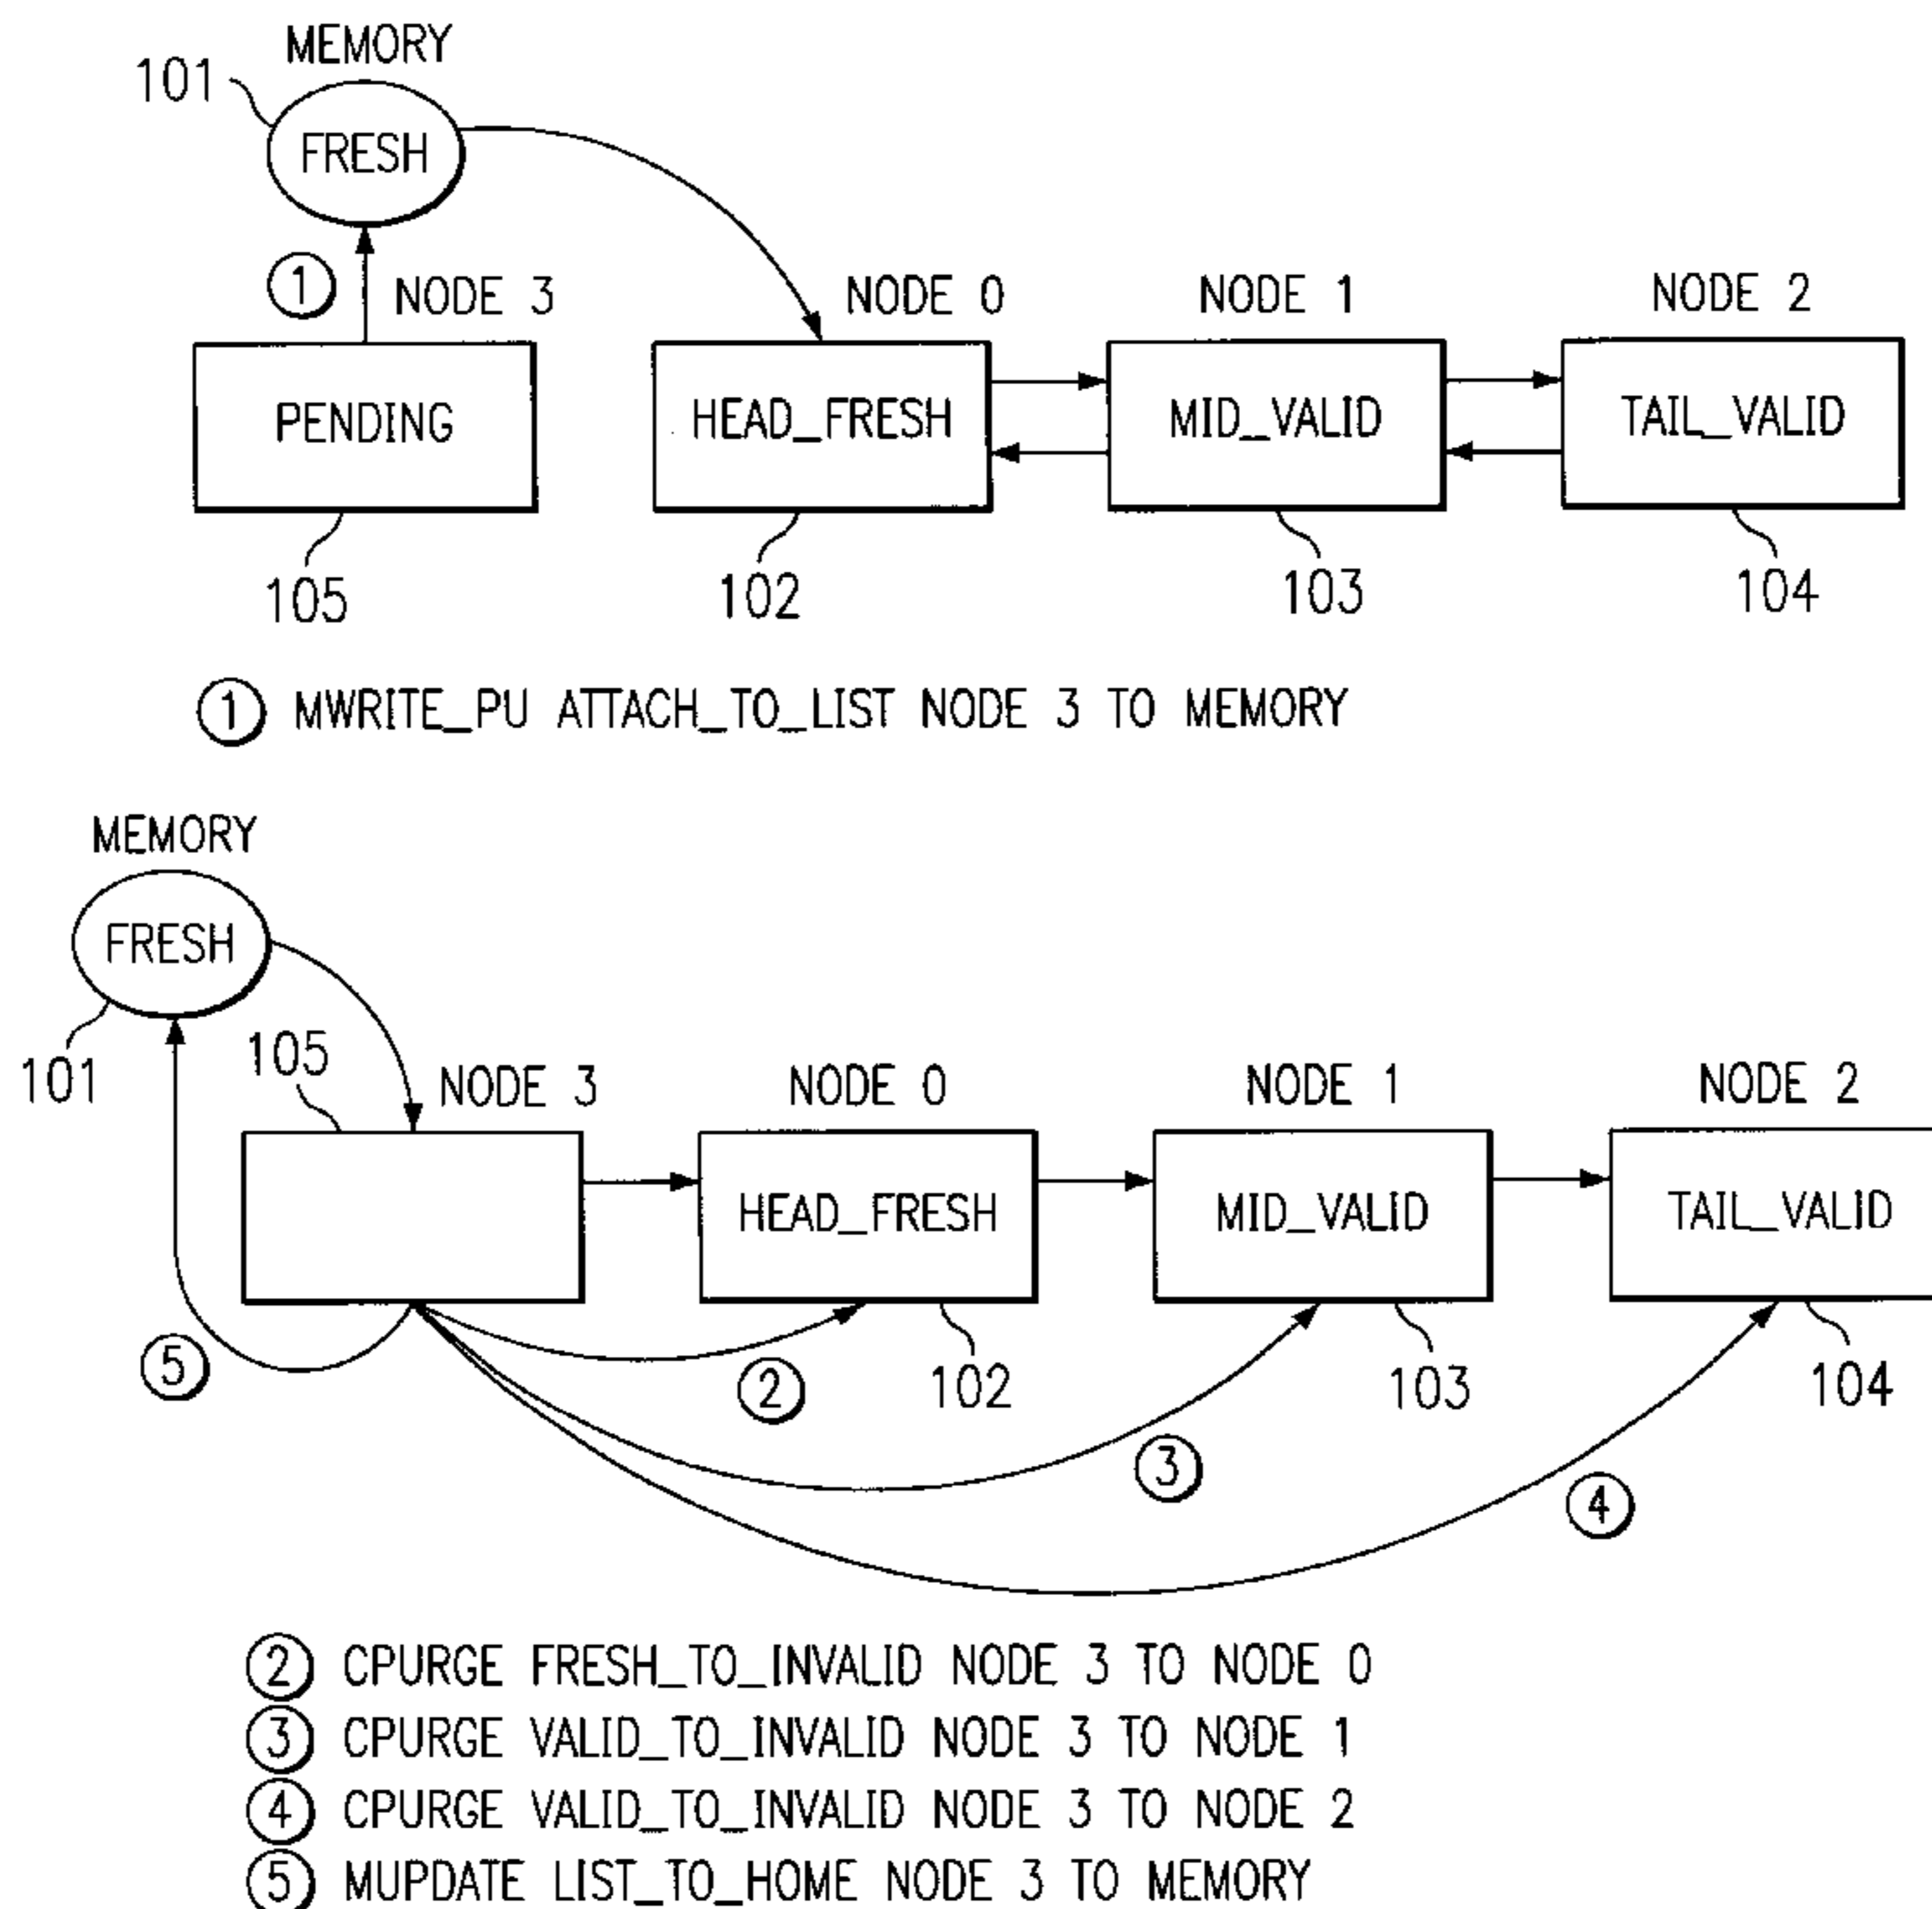 MEMORY
101
FRESH
1 NODE 3 NODE 0 NODE 1 NODE 2
PENDING HEAD_FRESH MID_VALID TAIL_VALID
105 102 103 104
1 MWRITE_PU ATTACH_TO_LIST NODE 3 TO MEMORY
MEMORY
FRESH
101 105 NODE 3 NODE 0 NODE 1 NODE 2
HEAD_FRESH MID_VALID TAIL_VALID
5 2 102 103 104
3
4
2 CPURGE FRESH_TO_INVALID NODE 3 TO NODE 0
3 CPURGE VALID_TO_INVALID NODE 3 TO NODE 1
4 CPURGE VALID_TO_INVALID NODE 3 TO NODE 2
5 MUPDATE LIST_TO_HOME NODE 3 TO MEMORY